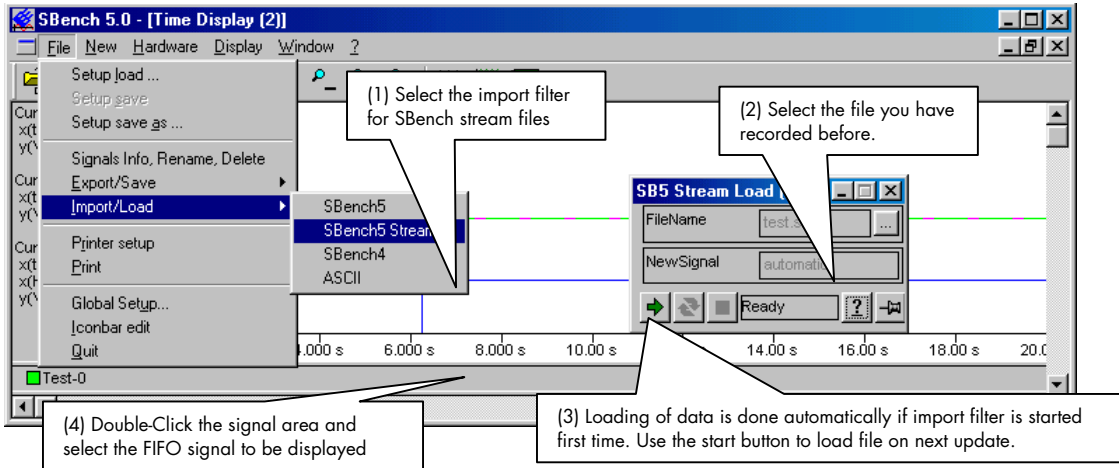 SBench 5.0 - [Time Display (2)]
File New Hardware Display Window ?
Setup load ...
Setup save
Setup save as ...
Signals Info, Rename, Delete
Export/Save
Import/Load
Printer setup
Print
Global Setup...
Iconbar edit
Quit
SBench5
SBench5 Stream
SBench4
ASCII
(1) Select the import filter
for SBench stream files
(2) Select the file you have
recorded before.
SB5 Stream Load
FileName
...
NewSignal automatic
Ready ?
6.000 s 8.000 s 10.00 s 14.00 s 16.00 s 18.00 s
Test-0
(4) Double-Click the signal area and
select the FIFO signal to be displayed
(3) Loading of data is done automatically if import filter is started
first time. Use the start button to load file on next update.